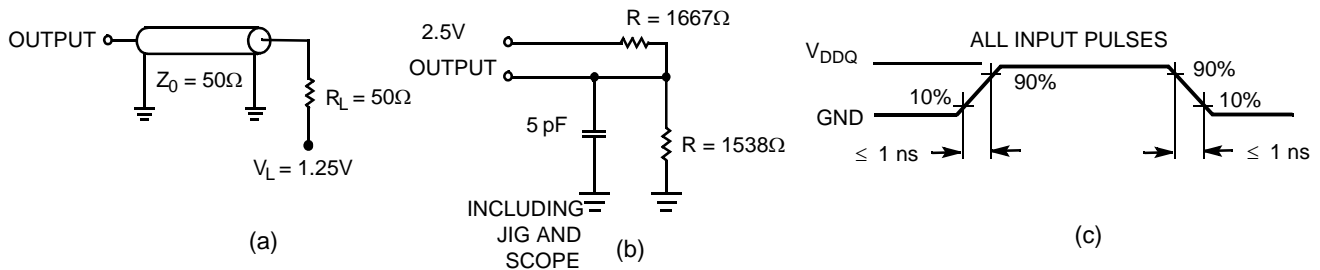 OUTPUT
Z0 = 50Ω
RL = 50Ω
VL = 1.25V
(a)
R = 1667Ω
2.5V
OUTPUT
5 pF
R = 1538Ω
INCLUDING
JIG AND
SCOPE
(b)
ALL INPUT PULSES
VDDQ
GND
10%
90%
90%
10%
≤ 1 ns
≤ 1 ns
(c)